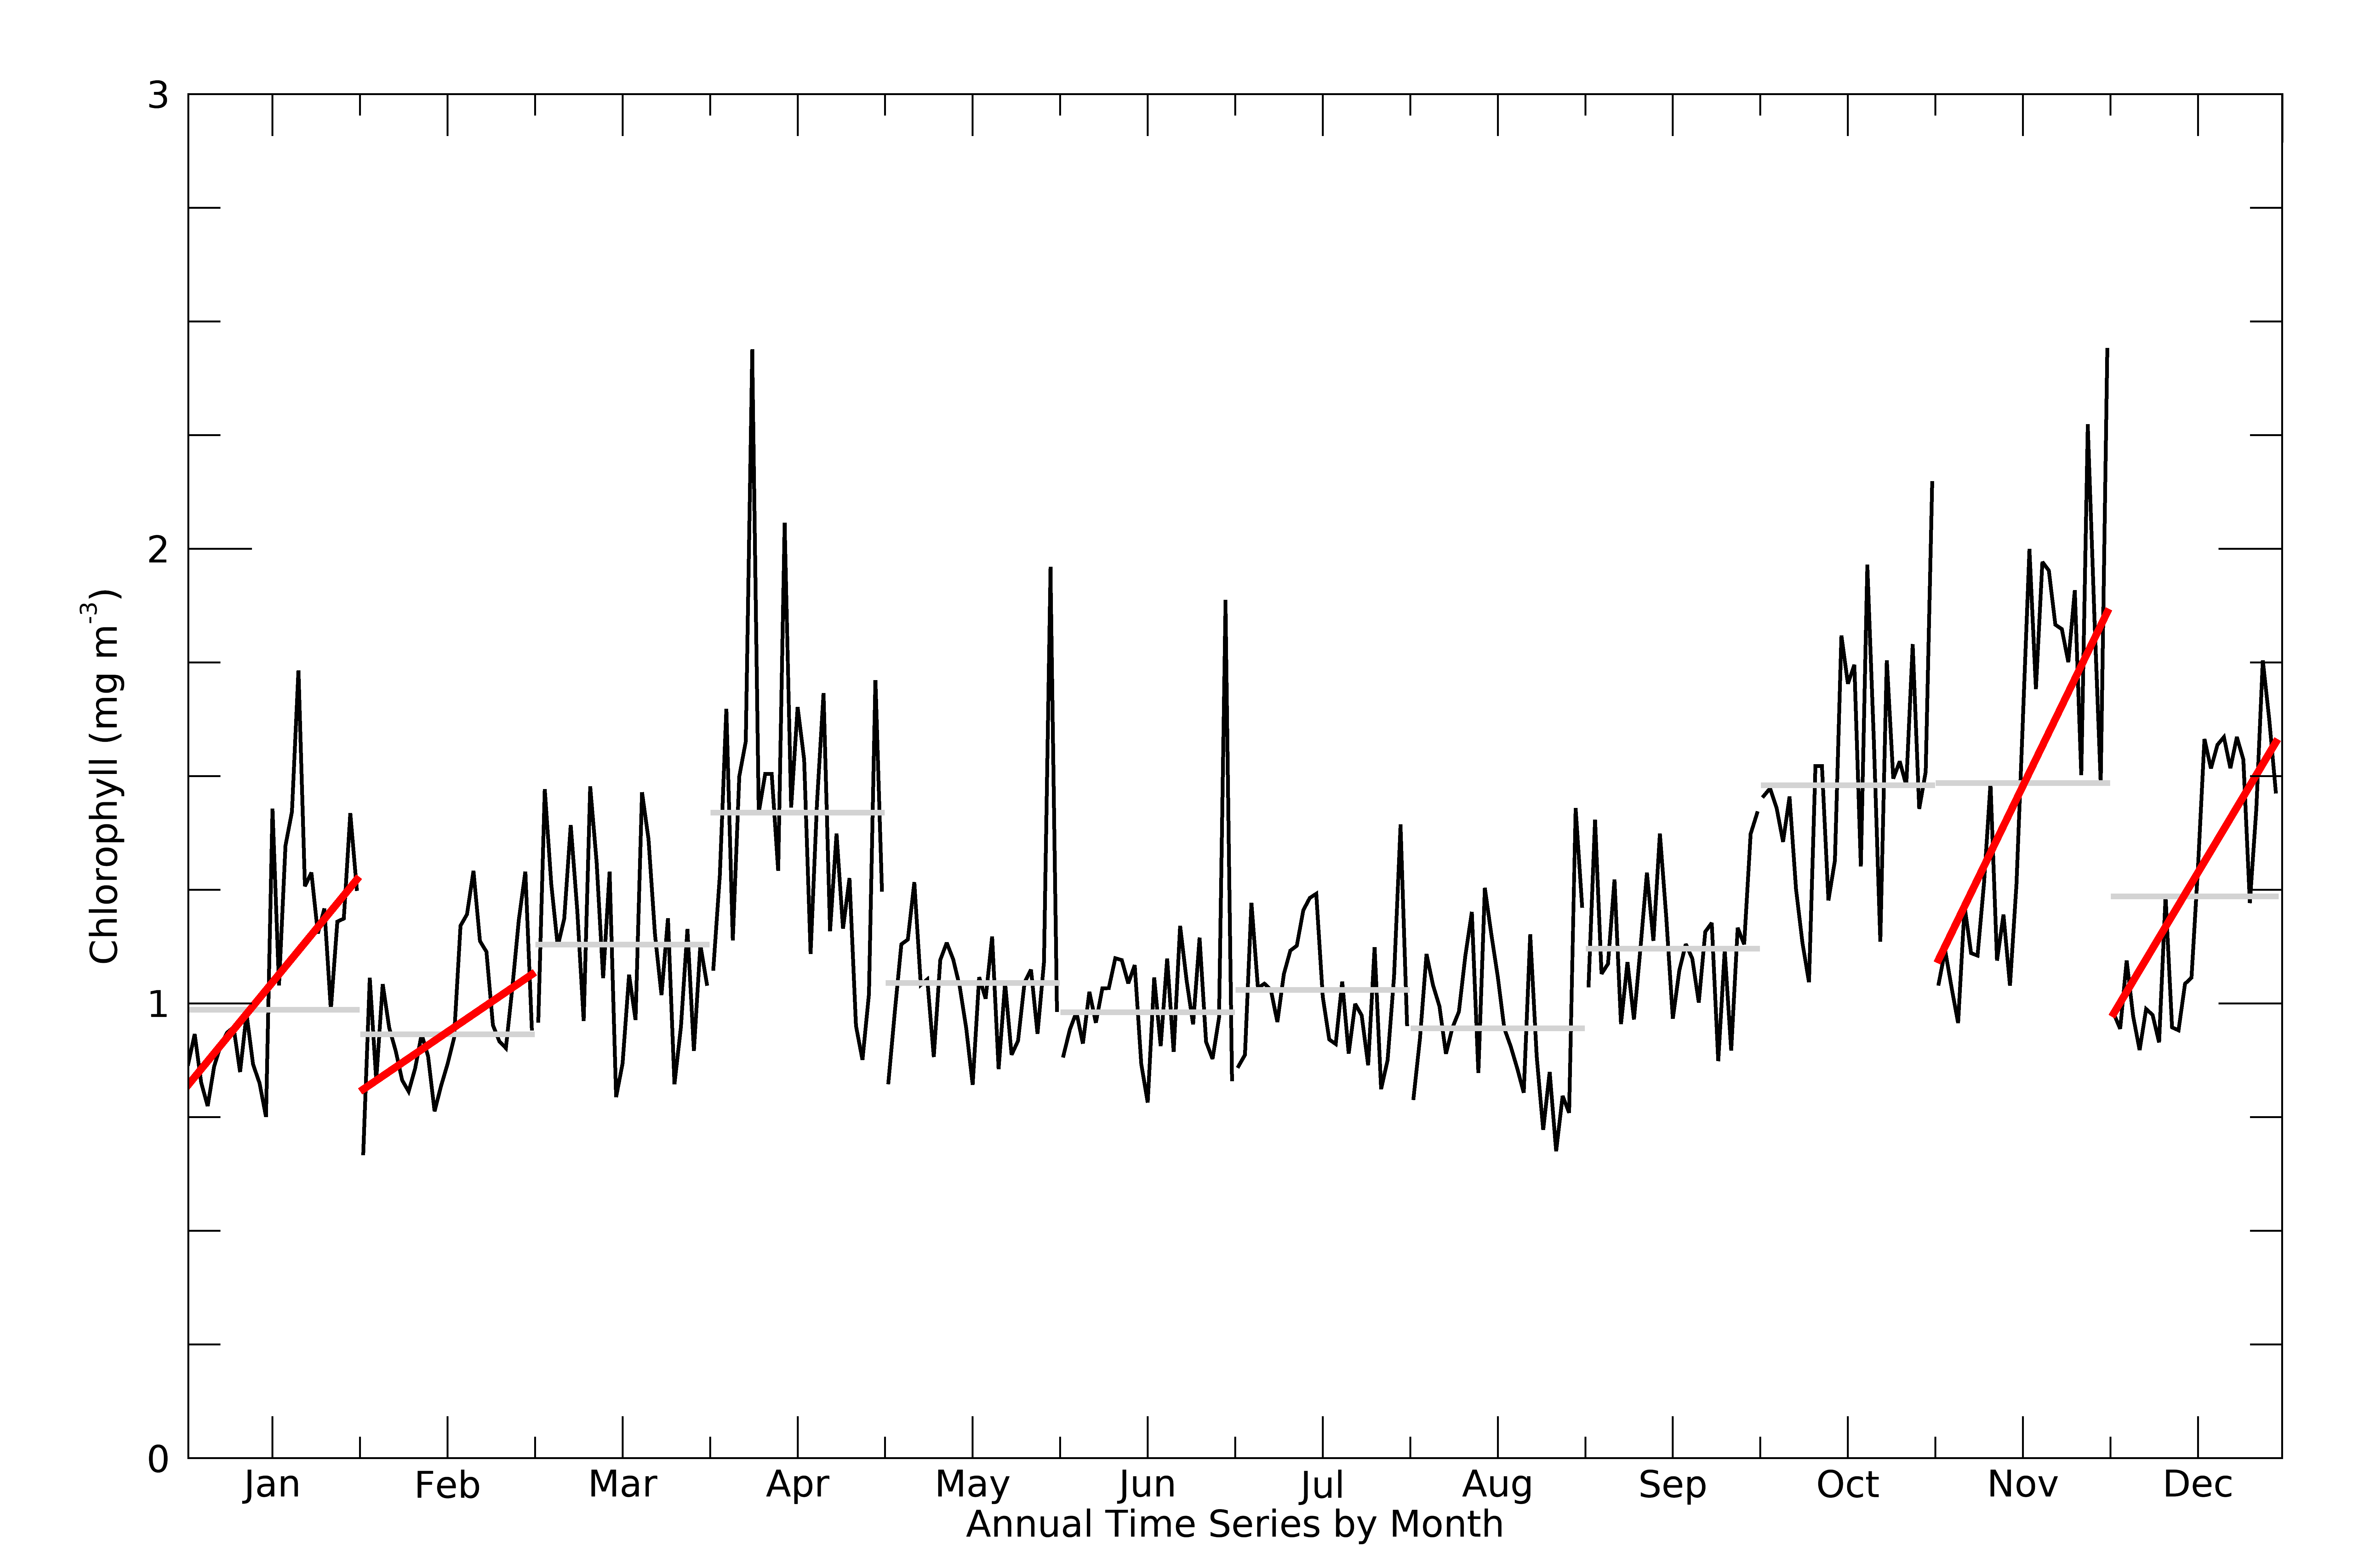 3
2
1
0
Chlorophyll (mg m⁻³)
Jan Feb Mar Apr May Jun Jul Aug Sep Oct Nov Dec
Annual Time Series by Month